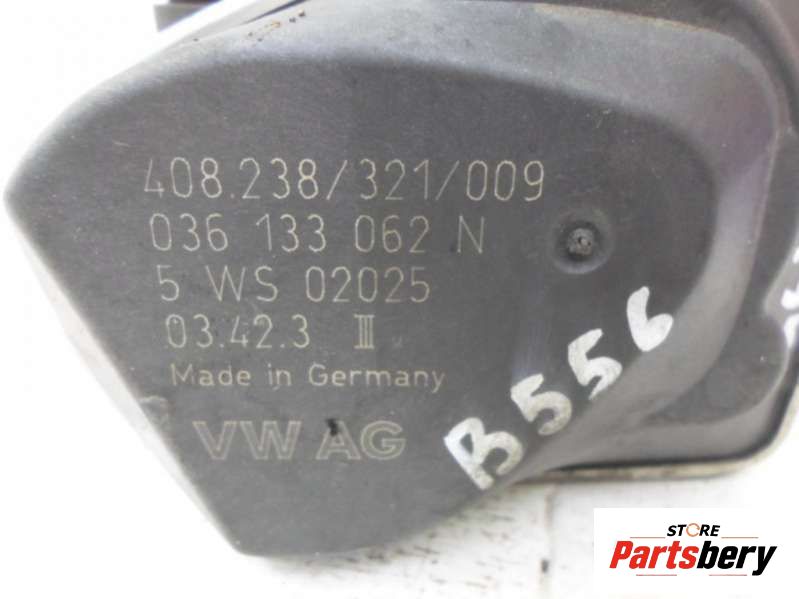 408.238/321/009
036 133 062 N
5 WS 02025
03.42.3 III
Made in Germany
VW AG
B556
STORE
Partsbery